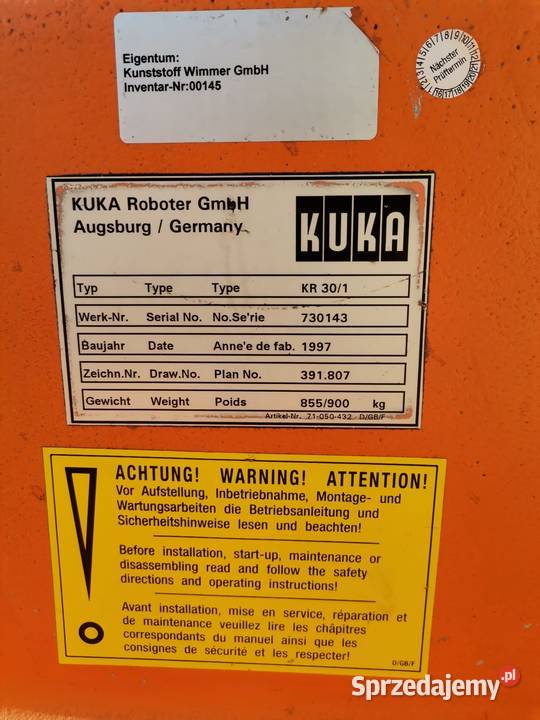 Eigentum:
Kunststoff Wimmer GmbH
Inventar-Nr:00145
Nächster
Prüftermin
KUKA Roboter GmbH
Augsburg / Germany
KUKA
Typ Type Type KR 30/1
Werk-Nr. Serial No. No.Se'rie 730143
Baujahr Date Anne'e de fab. 1997
Zeichn.Nr. Draw.No. Plan No. 391.807
Gewicht Weight Poids 855/900 kg
Artikel-Nr. 71-050-432 D/GB/F
ACHTUNG! WARNING! ATTENTION!
Vor Aufstellung, Inbetriebnahme, Montage- und
Wartungsarbeiten die Betriebsanleitung und
Sicherheitshinweise lesen und beachten!
Before installation, start-up, maintenance or
disassembling read and follow the safety
directions and operating instructions!
Avant installation, mise en service, réparation et
de maintenance veuillez lire les châpitres
correspondants du manuel ainsi que les
consignes de sécurité et les respecter!
D/GB/F
Sprzedajemy.pl